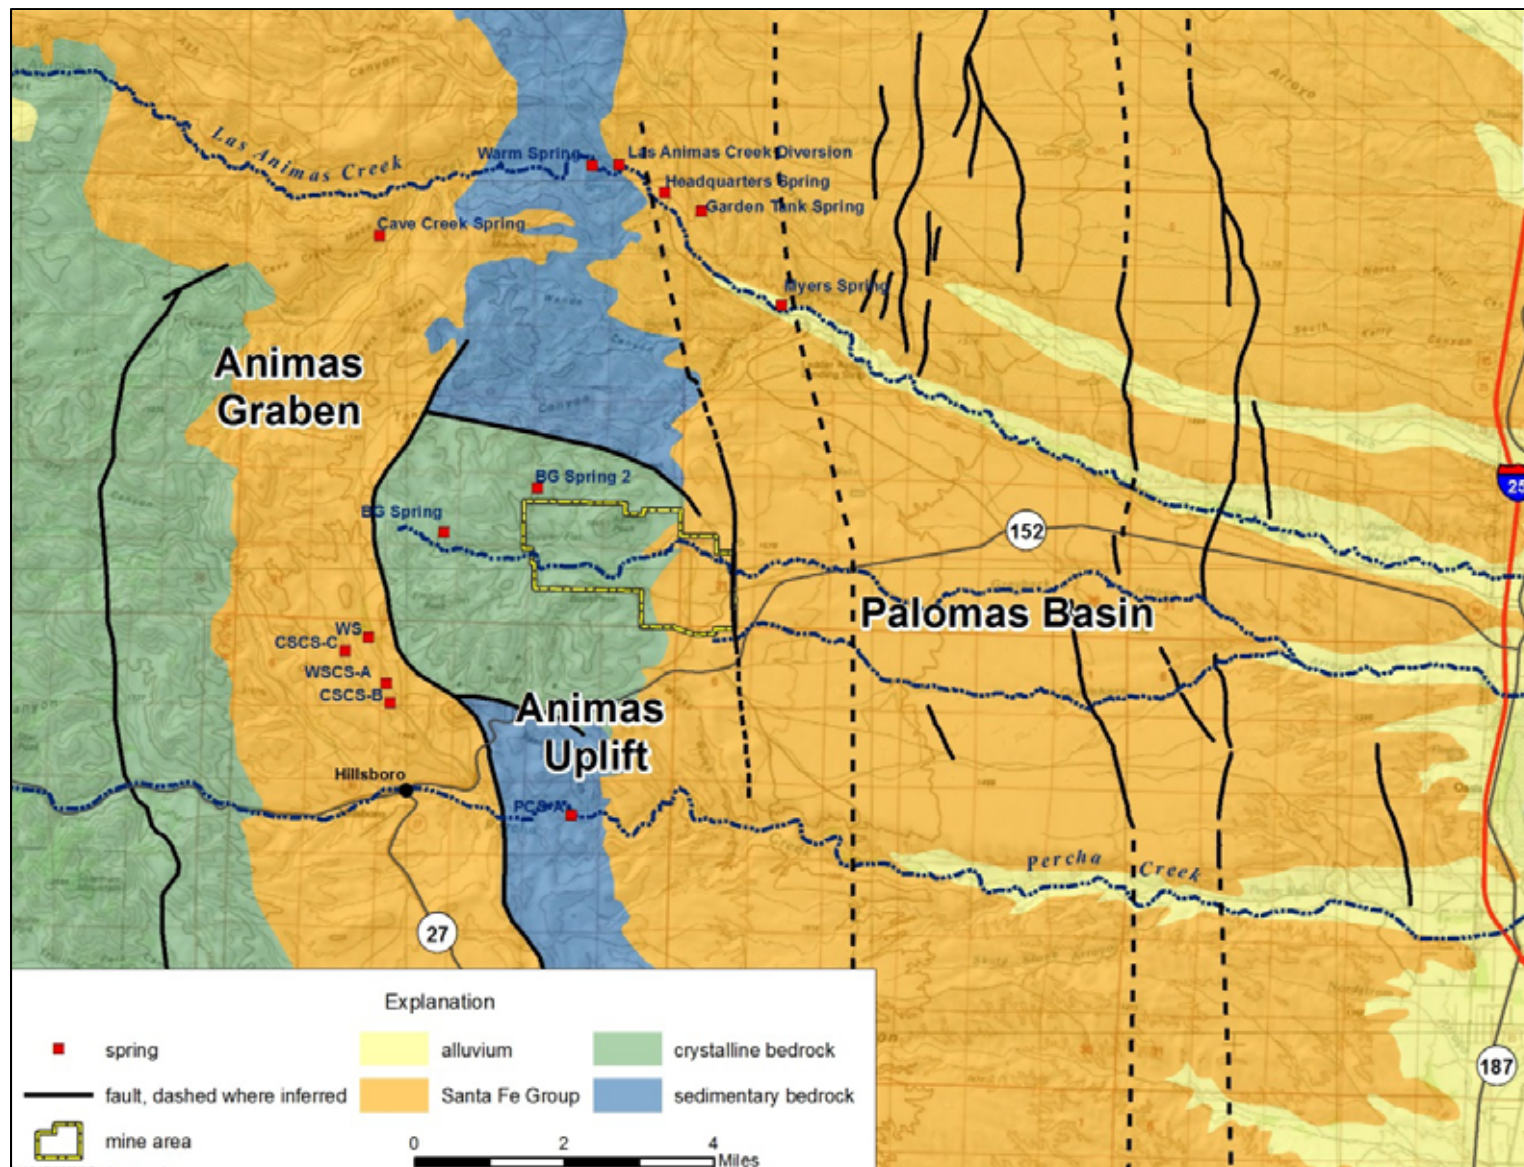 Las Animas Creek
Warm Spring
Las Animas Creek Diversion
Headquarters Spring
Garden Tank Spring
Cave Creek Spring
Myers Spring
Animas
Graben
BG Spring 2
BG Spring
25
152
Palomas Basin
WS
CSCS-C
WSCS-A
CSCS-B
Animas
Uplift
Hillsboro
PCS-A
Percha Creek
27
187
Explanation
spring
alluvium
crystalline bedrock
fault, dashed where inferred
Santa Fe Group
sedimentary bedrock
mine area
0 2 4
Miles